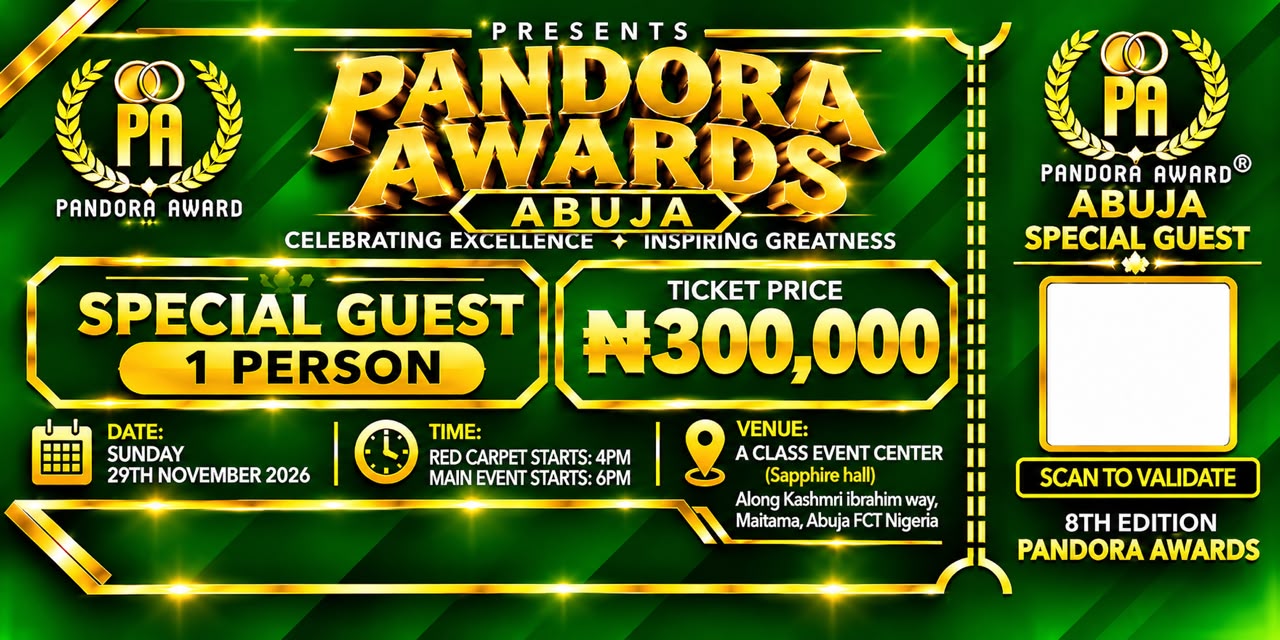 PRESENTS
PANDORA
AWARDS
ABUJA
CELEBRATING EXCELLENCE ✦ INSPIRING GREATNESS
PA
PANDORA AWARD
SPECIAL GUEST
1 PERSON
TICKET PRICE
₦300,000
DATE:
SUNDAY
29TH NOVEMBER 2026
TIME:
RED CARPET STARTS: 4PM
MAIN EVENT STARTS: 6PM
VENUE:
A CLASS EVENT CENTER
(Sapphire hall)
Along Kashmri ibrahim way,
Maitama, Abuja FCT Nigeria
PA
PANDORA AWARD®
ABUJA
SPECIAL GUEST
SCAN TO VALIDATE
8TH EDITION
PANDORA AWARDS